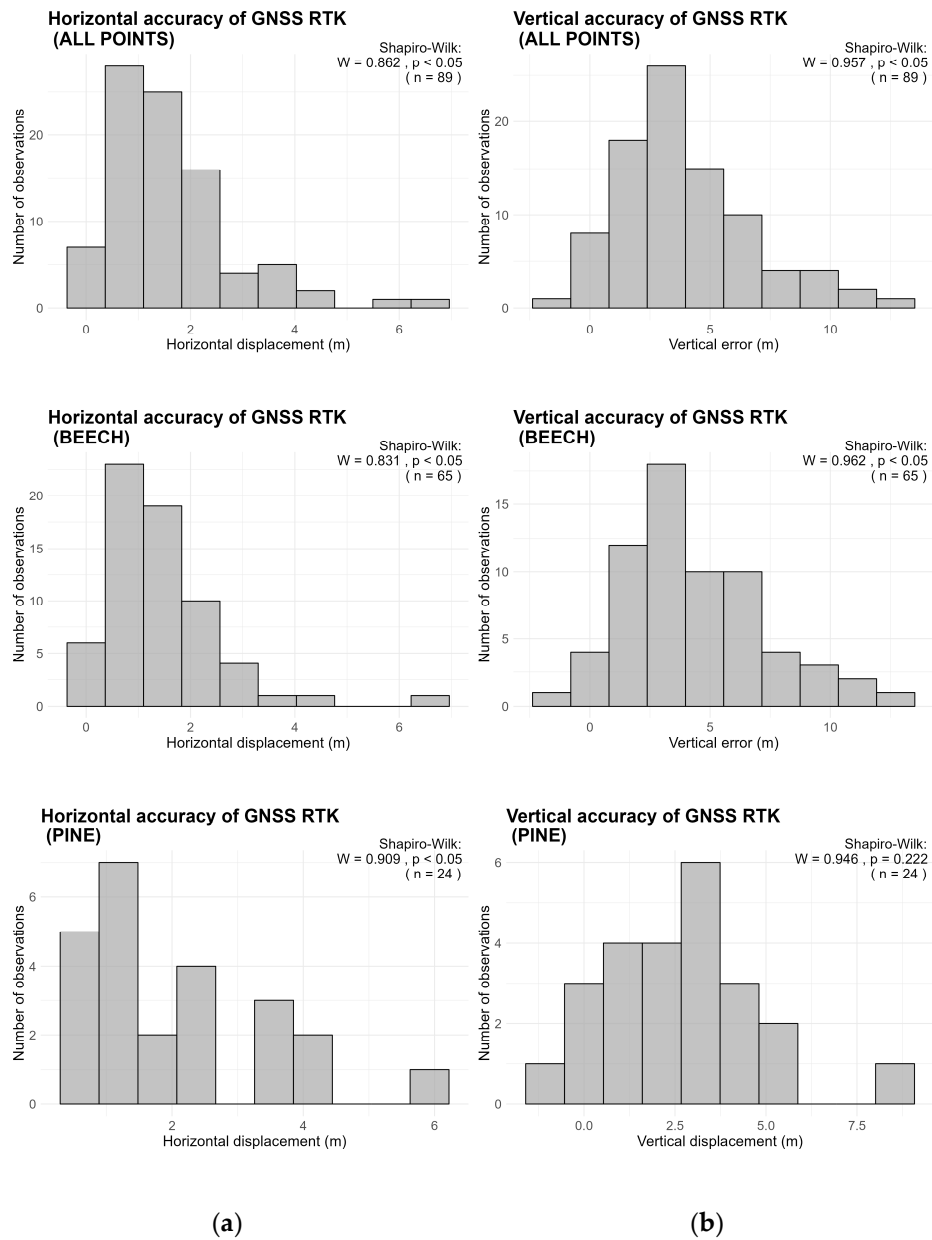 Horizontal accuracy of GNSS RTK
(ALL POINTS)
Shapiro-Wilk:
W = 0.862 , p < 0.05
( n = 89 )
Number of observations
20
10
0
0 2 4 6
Horizontal displacement (m)
Vertical accuracy of GNSS RTK
(ALL POINTS)
Shapiro-Wilk:
W = 0.957 , p < 0.05
( n = 89 )
Number of observations
20
10
0
0 5 10
Vertical error (m)
Horizontal accuracy of GNSS RTK
(BEECH)
Shapiro-Wilk:
W = 0.831 , p < 0.05
( n = 65 )
Number of observations
20
15
10
5
0
0 2 4 6
Horizontal displacement (m)
Vertical accuracy of GNSS RTK
(BEECH)
Shapiro-Wilk:
W = 0.962 , p < 0.05
( n = 65 )
Number of observations
15
10
5
0
0 5 10
Vertical error (m)
Horizontal accuracy of GNSS RTK
(PINE)
Shapiro-Wilk:
W = 0.909 , p < 0.05
( n = 24 )
Number of observations
6
4
2
0
2 4 6
Horizontal displacement (m)
Vertical accuracy of GNSS RTK
(PINE)
Shapiro-Wilk:
W = 0.946 , p = 0.222
( n = 24 )
Number of observations
6
4
2
0
0.0 2.5 5.0 7.5
Vertical displacement (m)
(a) (b)